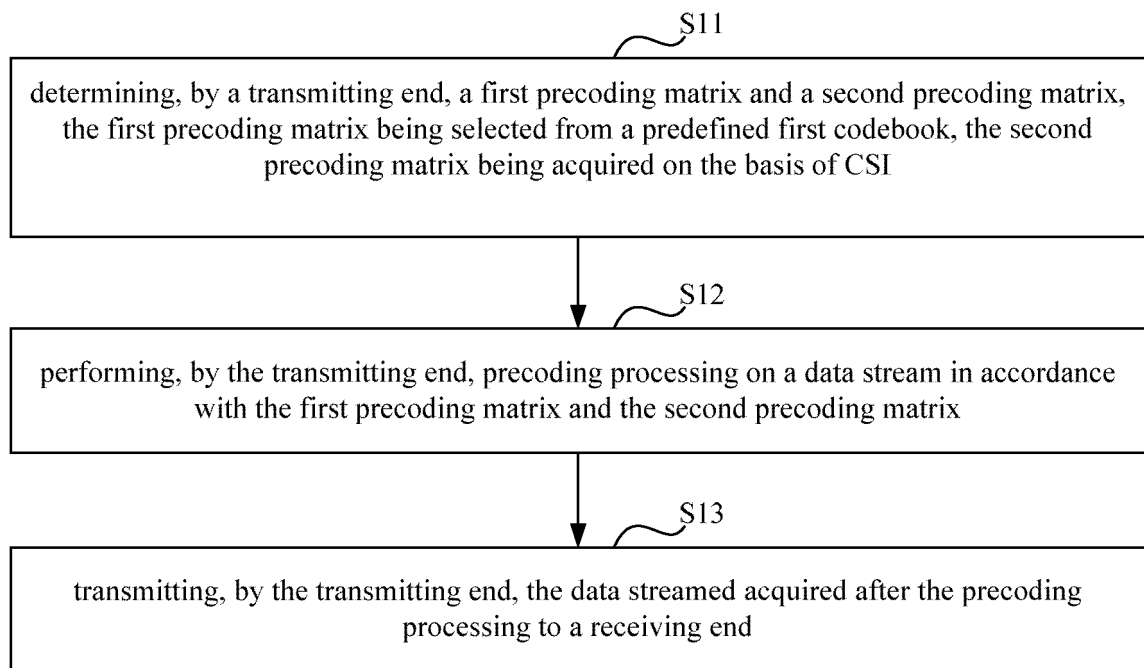 S11
determining, by a transmitting end, a first precoding matrix and a second precoding matrix,
the first precoding matrix being selected from a predefined first codebook, the second
precoding matrix being acquired on the basis of CSI
S12
performing, by the transmitting end, precoding processing on a data stream in accordance
with the first precoding matrix and the second precoding matrix
S13
transmitting, by the transmitting end, the data streamed acquired after the precoding
processing to a receiving end